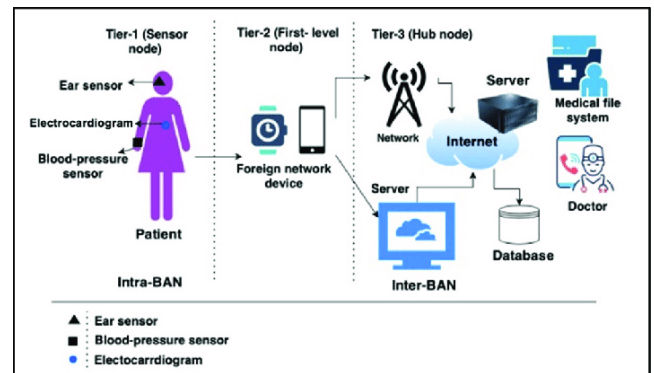 Tier-1 (Sensor
node)
Tier-2 (First- level
node)
Tier-3 (Hub node)
Ear sensor
Electrocardiogram
Blood-pressure
sensor
Patient
Intra-BAN
Foreign network
device
Network
Server
Internet
Server
Inter-BAN
Database
Medical file
system
Doctor
Ear sensor
Blood-pressure sensor
Electocarrdiogram